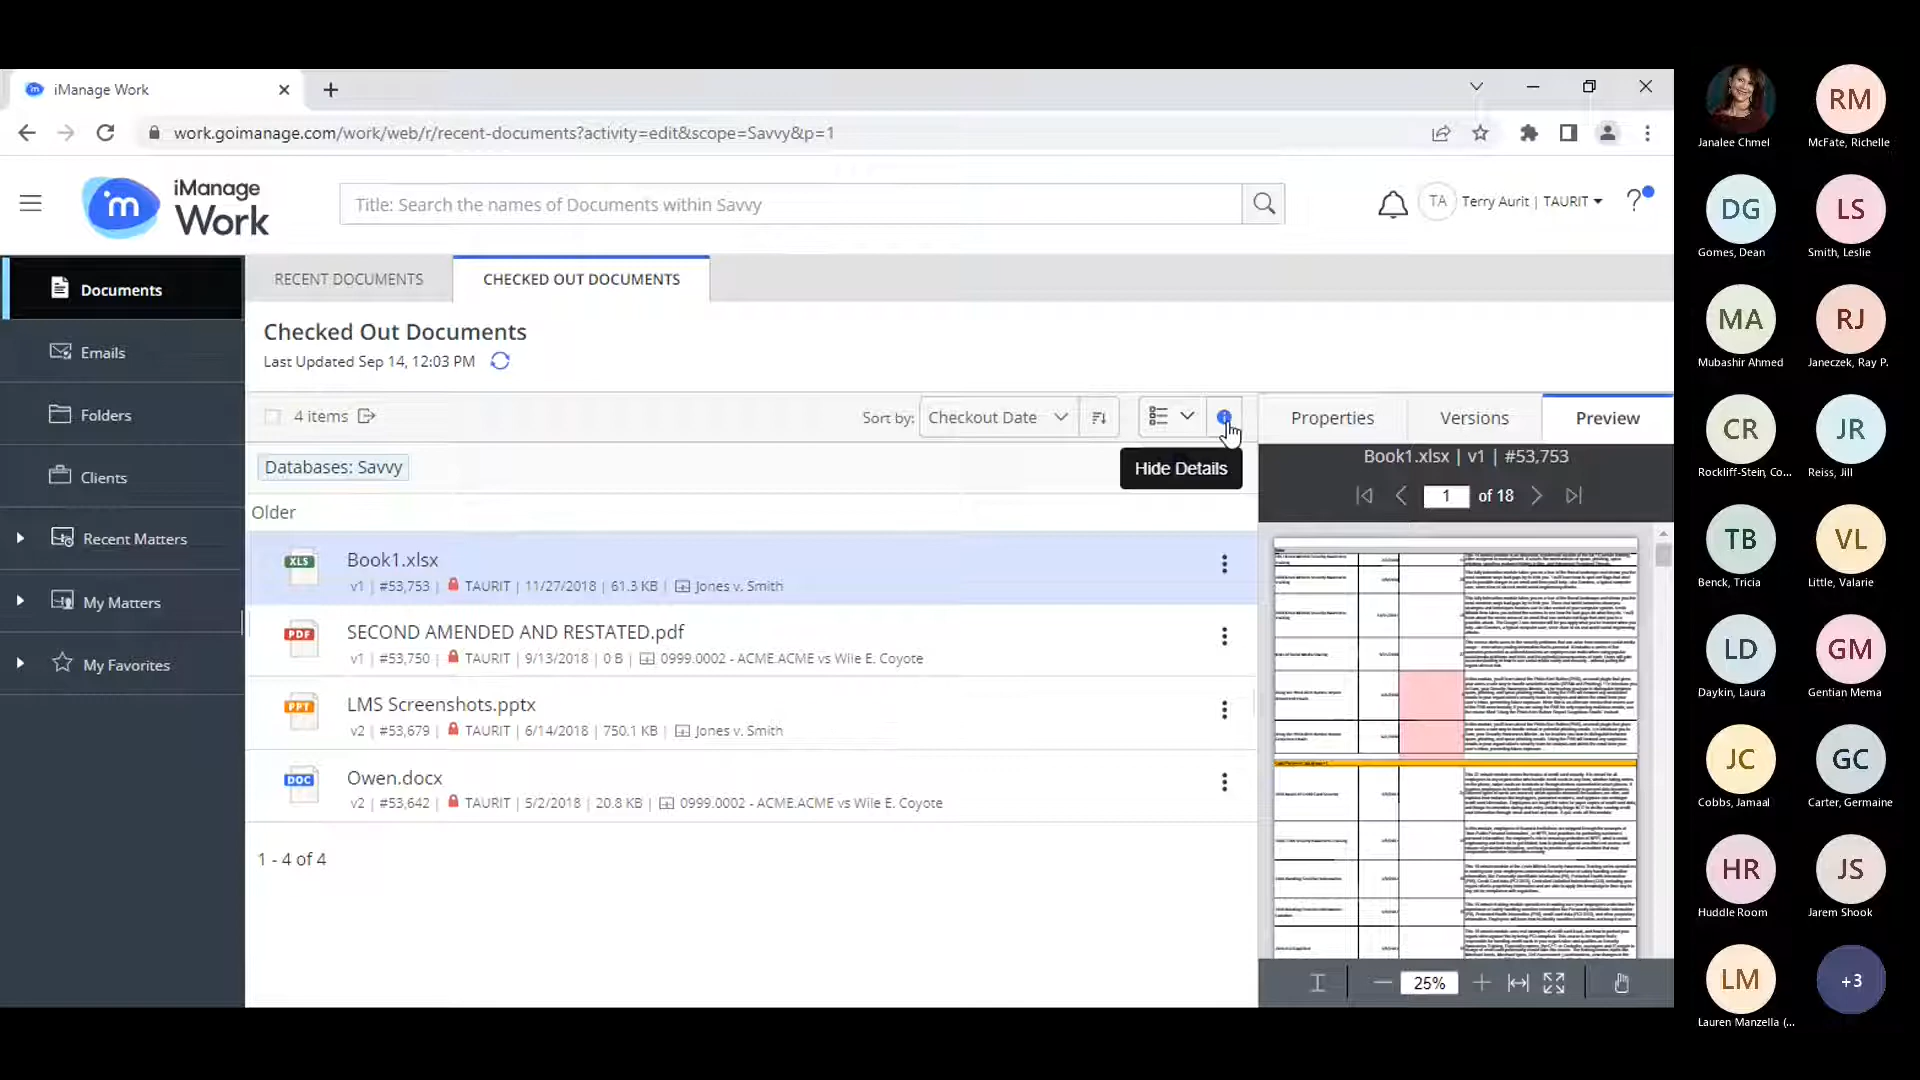 iManage Work
work.goimanage.com/work/web/r/recent-documents?activity=edit&scope=Savvy&p=1
m
iManage
Work
Title: Search the names of Documents within Savvy
TA
Terry Aurit | TAURIT
?
Documents
Emails
Folders
Clients
Recent Matters
My Matters
My Favorites
RECENT DOCUMENTS
CHECKED OUT DOCUMENTS
Checked Out Documents
Last Updated Sep 14, 12:03 PM
4 items
Sort by:
Checkout Date
Hide Details
Databases: Savvy
Older
XLS
Book1.xlsx
v1 | #53,753 | TAURIT | 11/27/2018 | 61.3 KB | Jones v. Smith
PDF
SECOND AMENDED AND RESTATED.pdf
v1 | #53,750 | TAURIT | 9/13/2018 | 0 B | 0999.0002 - ACME.ACME vs Wile E. Coyote
PPT
LMS Screenshots.pptx
v2 | #53,679 | TAURIT | 6/14/2018 | 750.1 KB | Jones v. Smith
DOC
Owen.docx
v2 | #53,642 | TAURIT | 5/2/2018 | 20.8 KB | 0999.0002 - ACME.ACME vs Wile E. Coyote
1 - 4 of 4
Properties
Versions
Preview
Book1.xlsx | v1 | #53,753
1 of 18
25%
Janalee Chmel
RM
McFate, Richelle
DG
Gomes, Dean
LS
Smith, Leslie
MA
Mubashir Ahmed
RJ
Janeczek, Ray P.
CR
Rockliff-Stein, Co...
JR
Reiss, Jill
TB
Benck, Tricia
VL
Little, Valarie
LD
Daykin, Laura
GM
Gentian Mema
JC
Cobbs, Jamaal
GC
Carter, Germaine
HR
Huddle Room
JS
Jarem Shook
LM
Lauren Manzella (...
+3